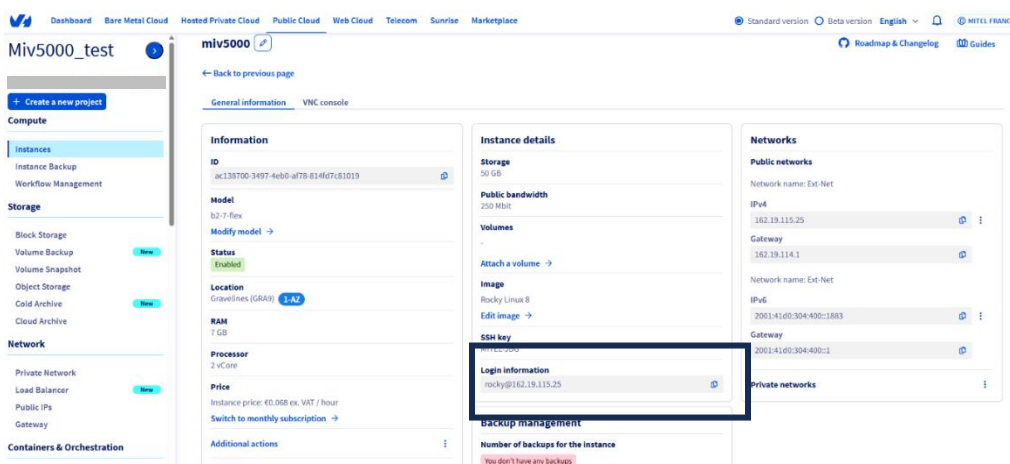 Dashboard Bare Metal Cloud Hosted Private Cloud Public Cloud Web Cloud Telecom Sunrise Marketplace
Standard version Beta version English MITEL FRANC
Miv5000_test
+ Create a new project
Compute
Instances
Instance Backup
Workflow Management
Storage
Block Storage
Volume Backup New
Volume Snapshot
Object Storage
Cold Archive New
Cloud Archive
Network
Private Network
Load Balancer New
Public IPs
Gateway
Containers & Orchestration
miv5000
Roadmap & Changelog Guides
← Back to previous page
General information VNC console
Information
ID
ac138700-3497-4eb0-af78-814fd7c81019
Model
b2-7-flex
Modify model →
Status
Enabled
Location
Gravelines (GRA9) 1-AZ
RAM
7 GB
Processor
2 vCore
Price
Instance price: €0.068 ex. VAT / hour
Switch to monthly subscription →
Additional actions
Instance details
Storage
50 GB
Public bandwidth
250 Mbit
Volumes
-
Attach a volume →
Image
Rocky Linux 8
Edit image →
SSH key
Login information
rocky@162.19.115.25
Backup management
Number of backups for the instance
You don't have any backups
Networks
Public networks
Network name: Ext-Net
IPv4
162.19.115.25
Gateway
162.19.114.1
Network name: Ext-Net
IPv6
2001:41d0:304:400::1883
Gateway
2001:41d0:304:400::1
Private networks